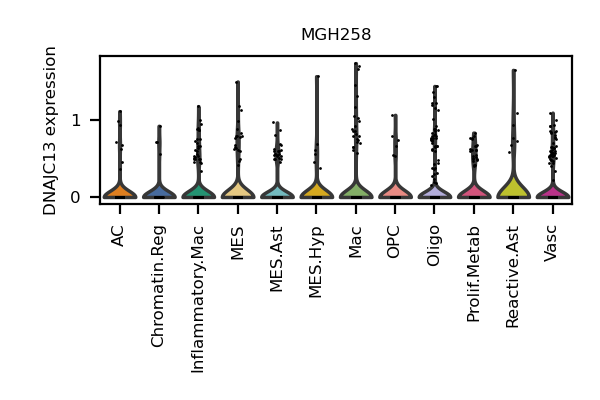 MGH258
DNAJC13 expression
1
0
AC
Chromatin.Reg
Inflammatory.Mac
MES
MES.Ast
MES.Hyp
Mac
OPC
Oligo
Prolif.Metab
Reactive.Ast
Vasc